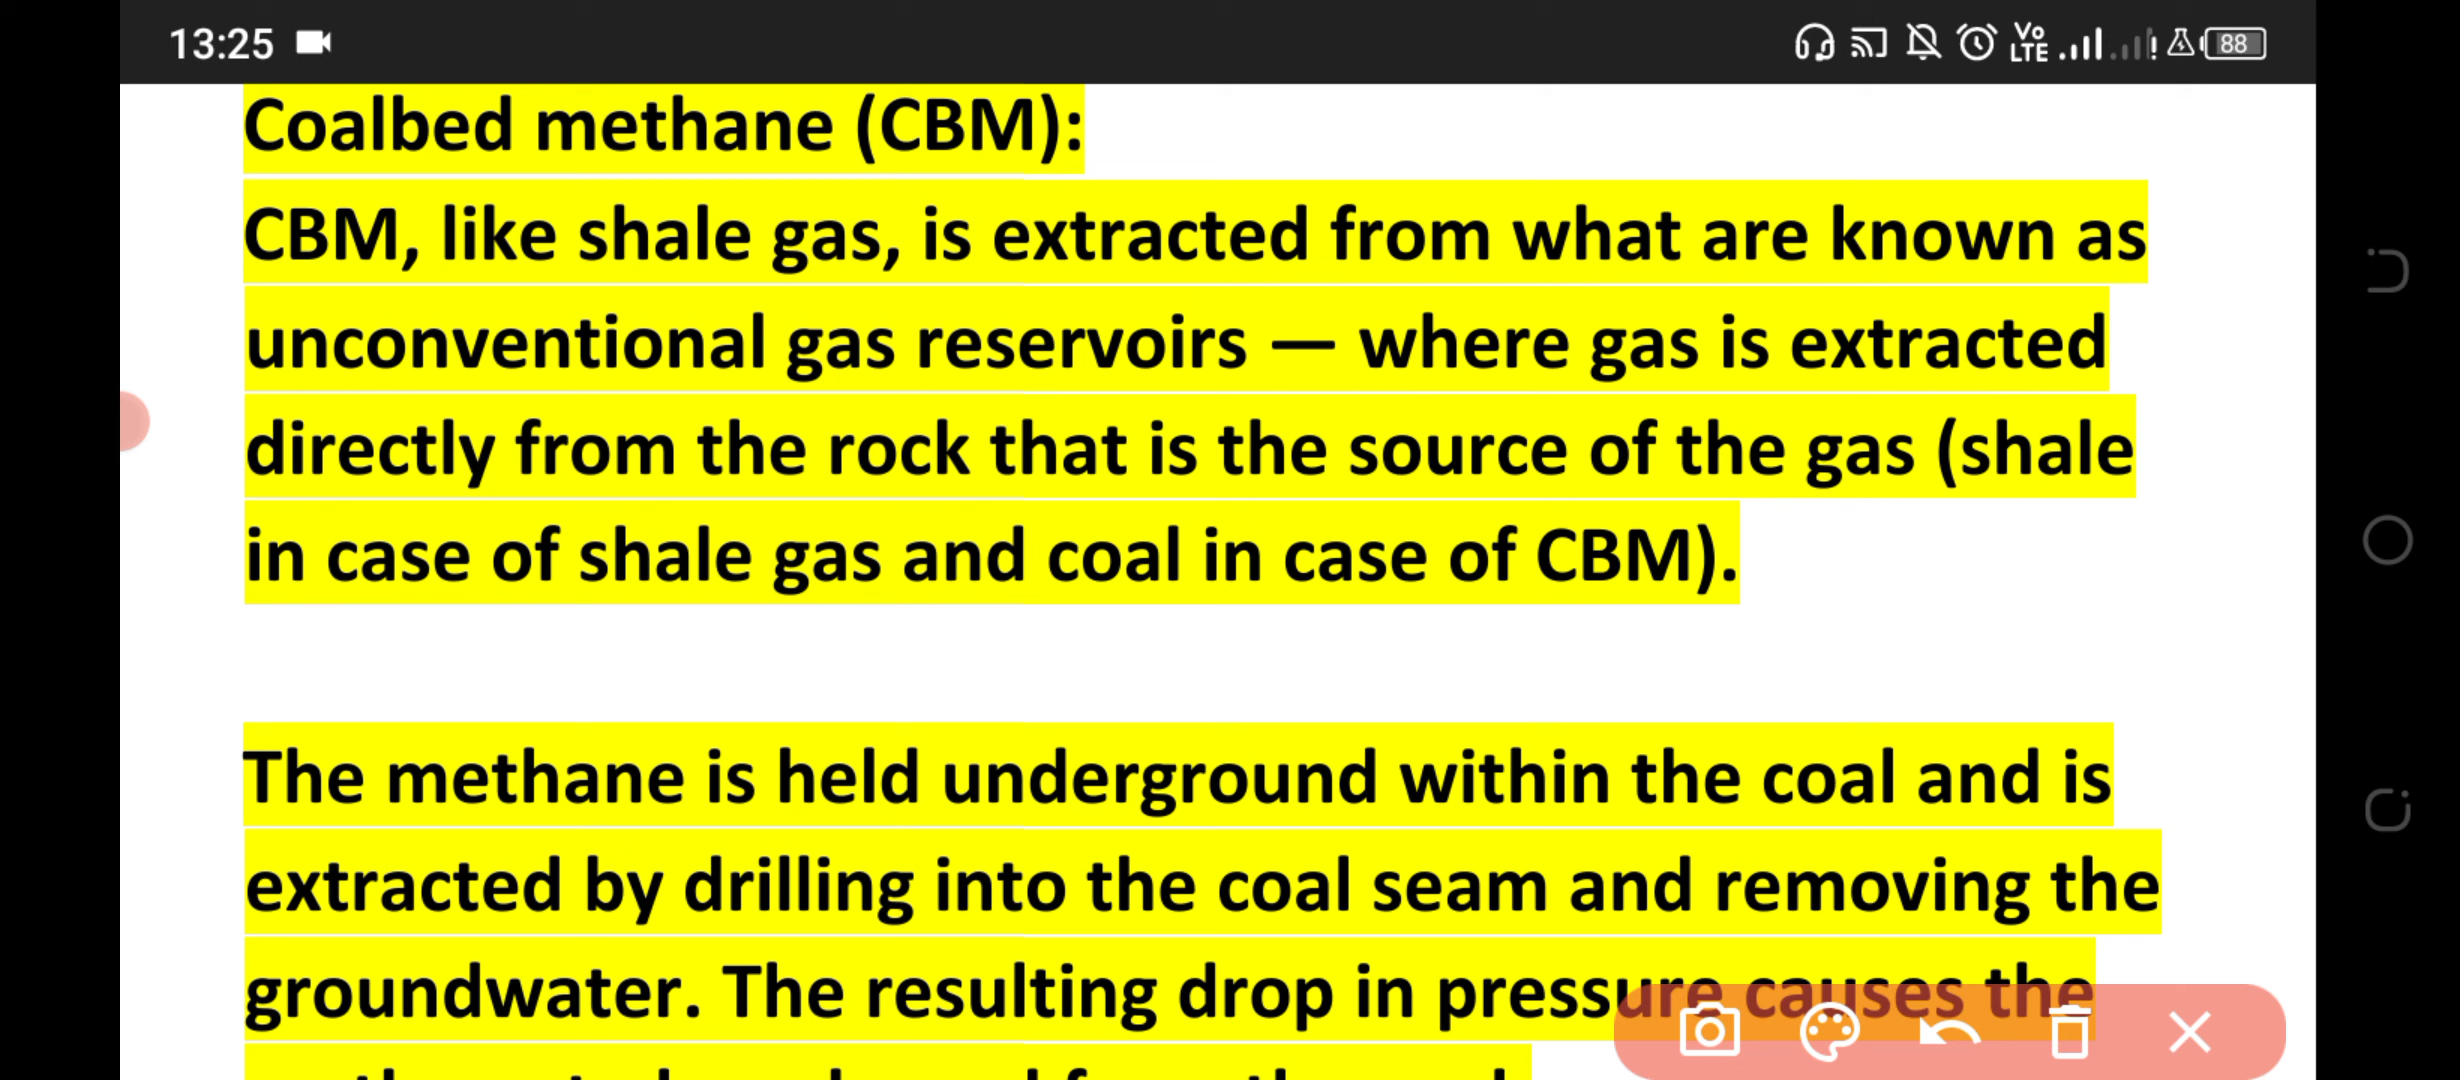 13:25
Vo LTE 88
Coalbed methane (CBM):
CBM, like shale gas, is extracted from what are known as
unconventional gas reservoirs — where gas is extracted
directly from the rock that is the source of the gas (shale
in case of shale gas and coal in case of CBM).
The methane is held underground within the coal and is
extracted by drilling into the coal seam and removing the
groundwater. The resulting drop in pressure causes the